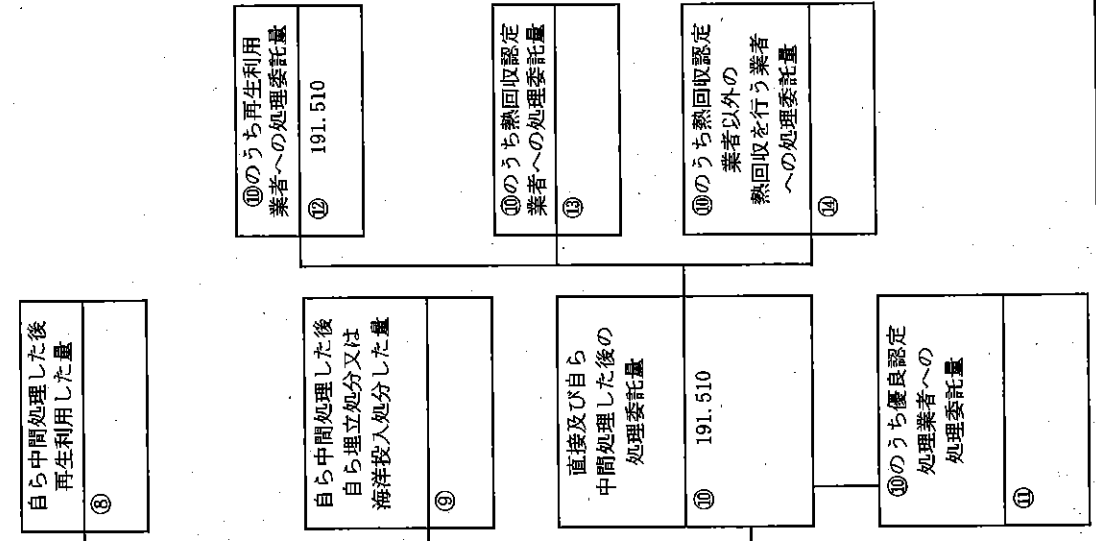 自ら中間処理した後
再生利用した量
⑧
自ら中間処理した後
自ら埋立処分又は
海洋投入処分した量
⑨
直接及び自ら
中間処理した後の
処理委託量
⑩ 191.510
⑩のうち優良認定
処理業者への
処理委託量
⑪
⑩のうち再生利用
業者への処理委託量
⑫ 191.510
⑩のうち熱回収認定
業者への処理委託量
⑬
⑩のうち熱回収認定
業者以外の
熱回収を行う業者
への処理委託量
⑭